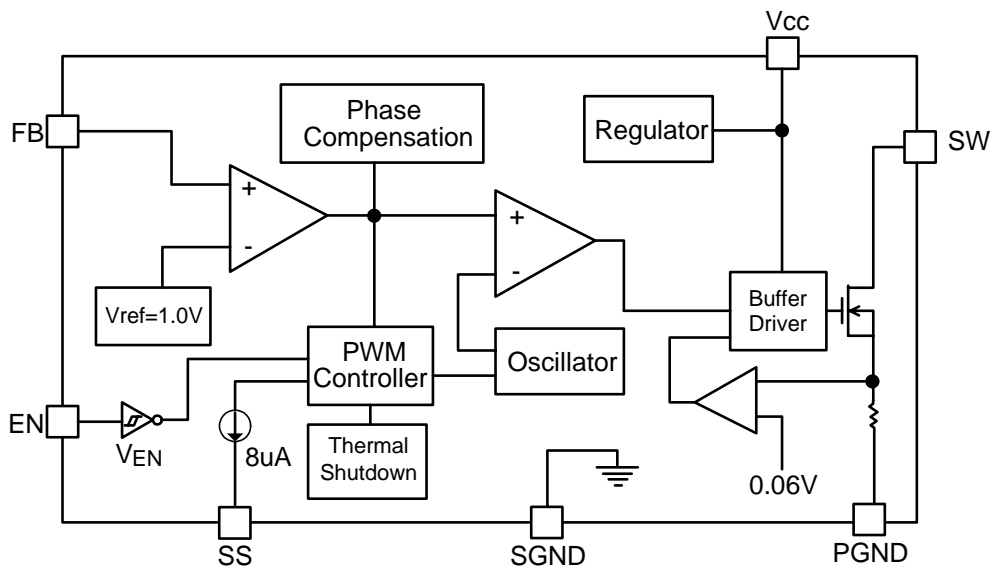 Vcc
FB
Phase
Compensation
Regulator
SW
+
-
+
-
Vref=1.0V
Buffer
Driver
PWM
Controller
Oscillator
EN
VEN
8uA
Thermal
Shutdown
0.06V
SS
SGND
PGND